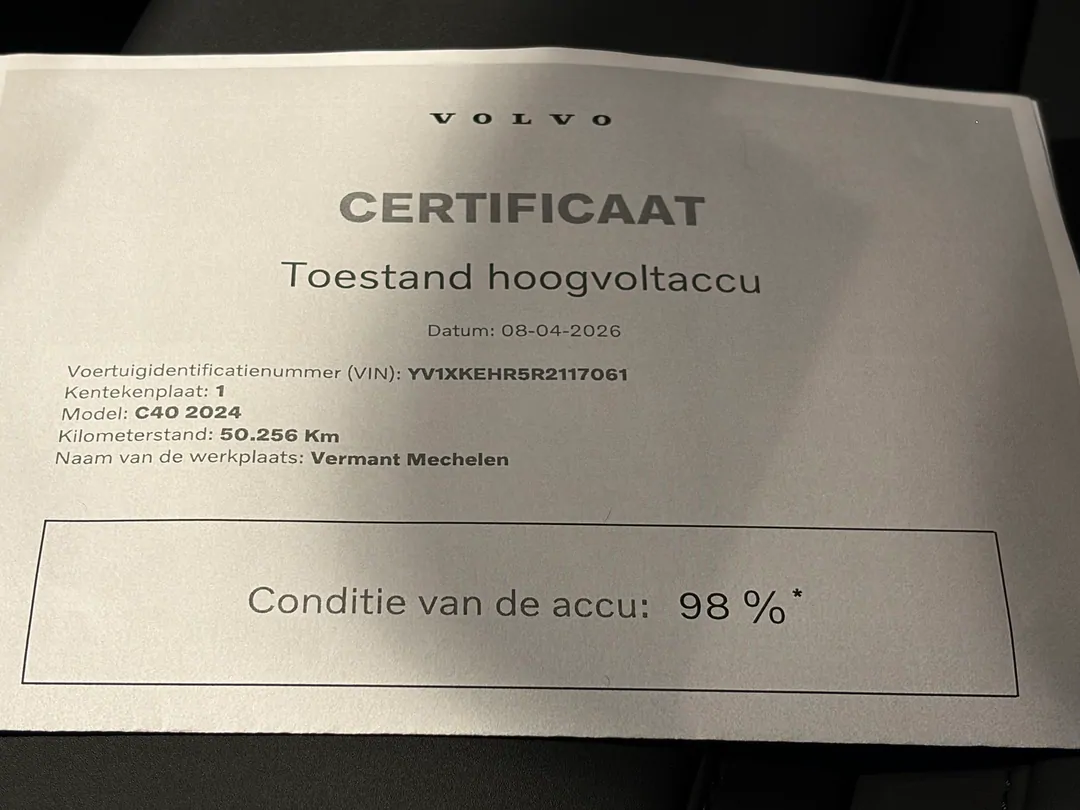 VOLVO
CERTIFICAAT
Toestand hoogvoltaccu
Datum: 08-04-2026
Voertuigidentificatienummer (VIN): YV1XKEHR5R2117061
Kentekenplaat: 1
Model: C40 2024
Kilometerstand: 50.256 Km
Naam van de werkplaats: Vermant Mechelen
Conditie van de accu: 98 %*